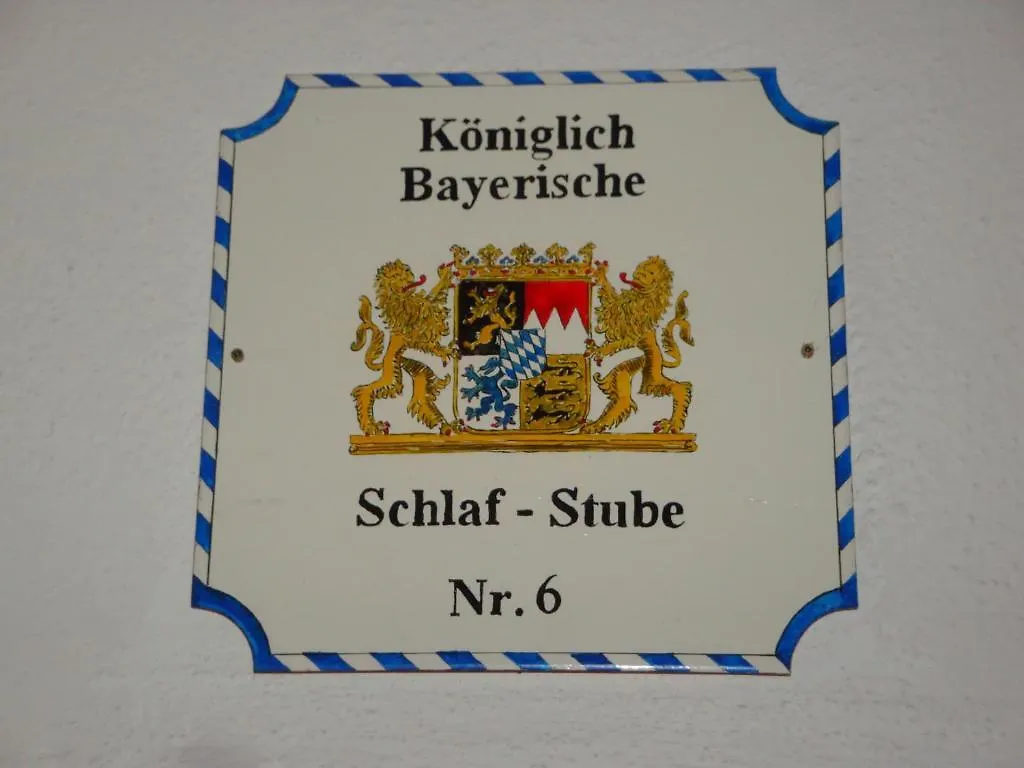 Königlich
Bayerische
Schlaf - Stube
Nr. 6